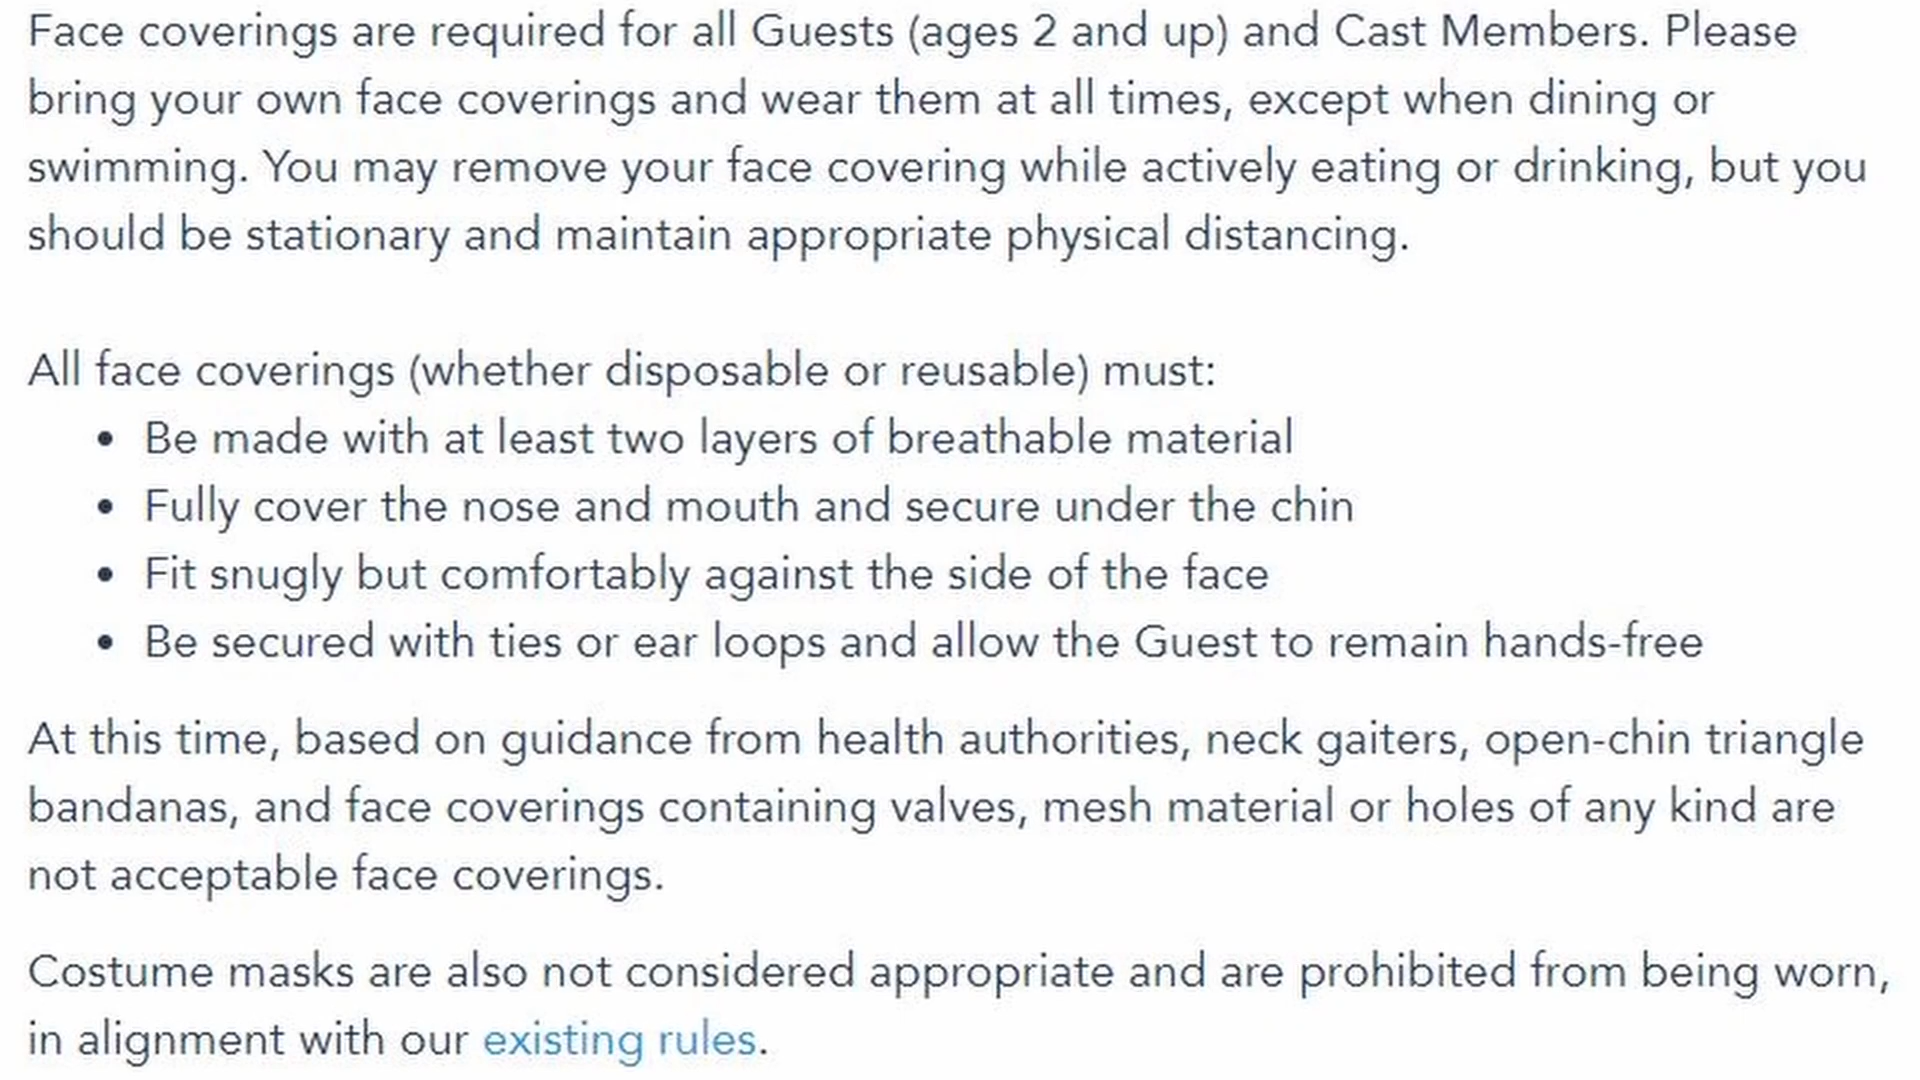 Face coverings are required for all Guests (ages 2 and up) and Cast Members. Please
bring your own face coverings and wear them at all times, except when dining or
swimming. You may remove your face covering while actively eating or drinking, but you
should be stationary and maintain appropriate physical distancing.
All face coverings (whether disposable or reusable) must:
• Be made with at least two layers of breathable material
• Fully cover the nose and mouth and secure under the chin
• Fit snugly but comfortably against the side of the face
• Be secured with ties or ear loops and allow the Guest to remain hands-free
At this time, based on guidance from health authorities, neck gaiters, open-chin triangle
bandanas, and face coverings containing valves, mesh material or holes of any kind are
not acceptable face coverings.
Costume masks are also not considered appropriate and are prohibited from being worn,
in alignment with our existing rules.